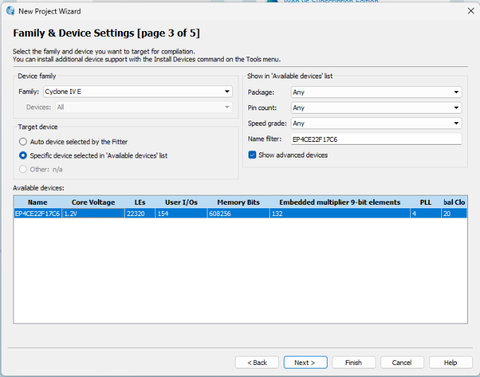 New Project Wizard
Family & Device Settings [page 3 of 5]
Select the family and device you want to target for compilation.
You can install additional device support with the Install Devices command on the Tools menu.
Device family
Family: Cyclone IV E
Devices: All
Target device
Auto device selected by the Fitter
Specific device selected in 'Available devices' list
Other: n/a
Show in 'Available devices' list
Package: Any
Pin count: Any
Speed grade: Any
Name filter: EP4CE22F17C6
Show advanced devices
Available devices:
Name Core Voltage LEs User I/Os Memory Bits Embedded multiplier 9-bit elements PLL bal Clo
EP4CE22F17C6 1.2V 22320 154 608256 132 4 20
< Back Next > Finish Cancel Help